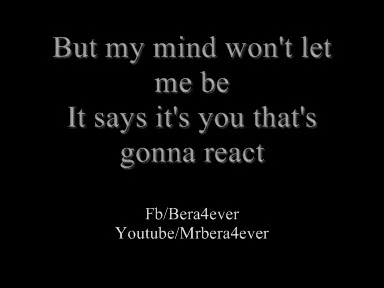 But my mind won't let
me be
It says it's you that's
gonna react
Fb/Bera4ever
Youtube/Mrbera4ever